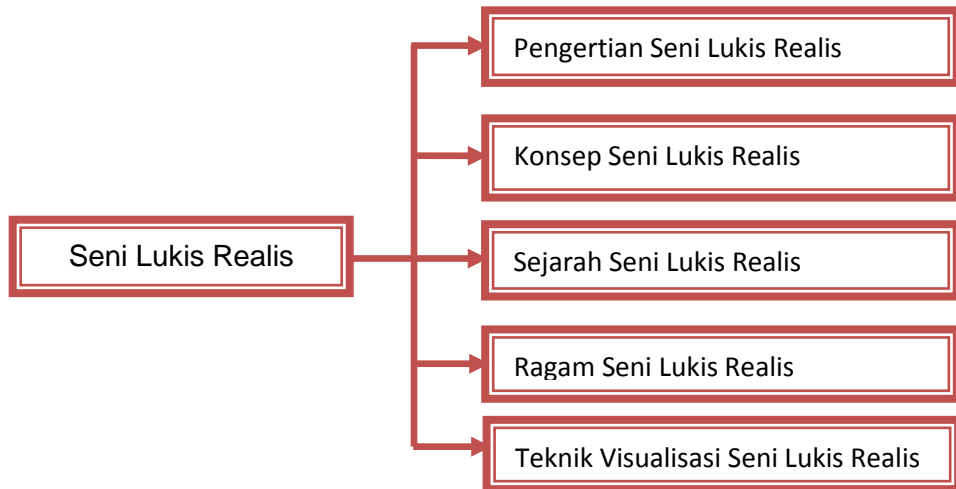 Pengertian Seni Lukis Realis
Konsep Seni Lukis Realis
Seni Lukis Realis
Sejarah Seni Lukis Realis
Ragam Seni Lukis Realis
Teknik Visualisasi Seni Lukis Realis